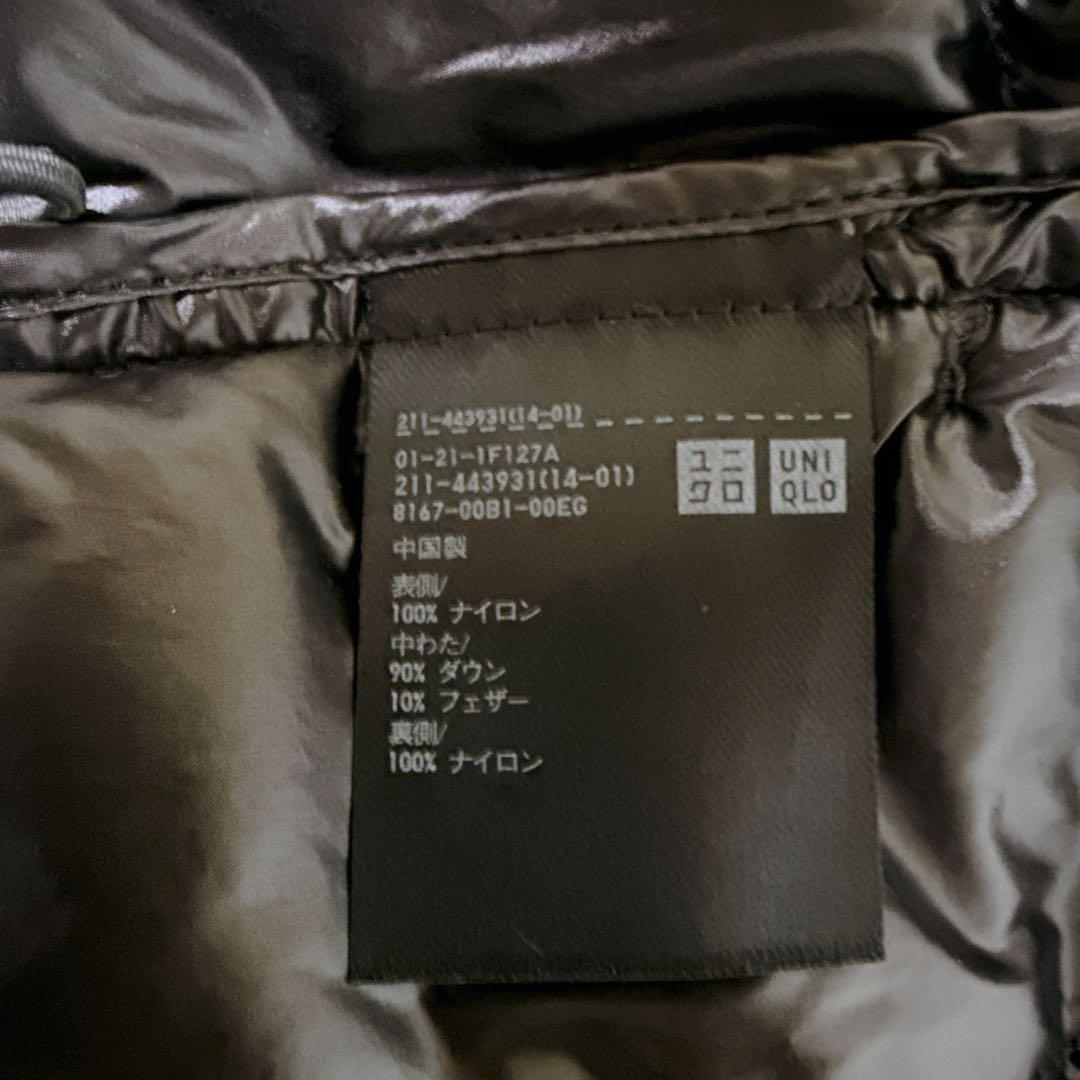 211-443931(14-01)
01-21-1F127A
211-443931(14-01)
8167-00B1-00EG
ユニ
クロ
UNI
QLO
中国製
表側/
100% ナイロン
中わた/
90% ダウン
10% フェザー
裏側/
100% ナイロン